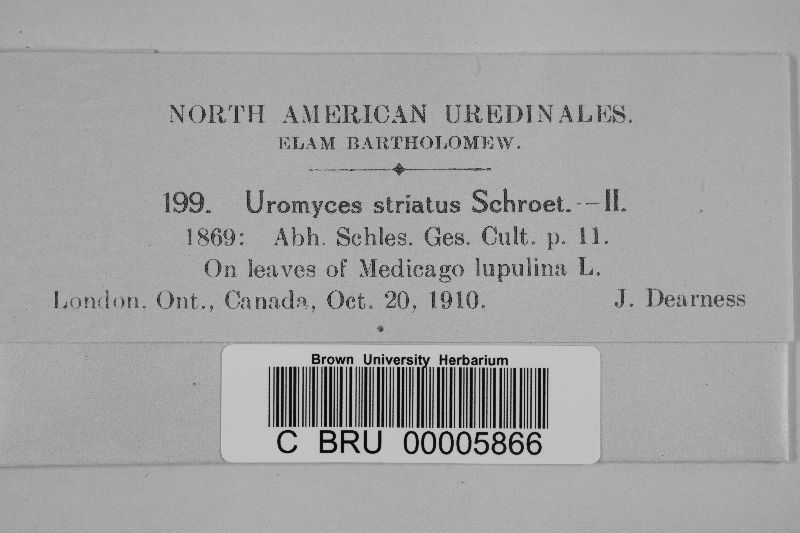 NORTH AMERICAN UREDINALES.
ELAM BARTHOLOMEW.
199. Uromyces striatus Schroet.—II.
1869: Abh. Schles. Ges. Cult. p. 11.
On leaves of Medicago lupulina L.
London, Ont., Canada, Oct. 20, 1910. J. Dearness
Brown University Herbarium
C BRU 00005866